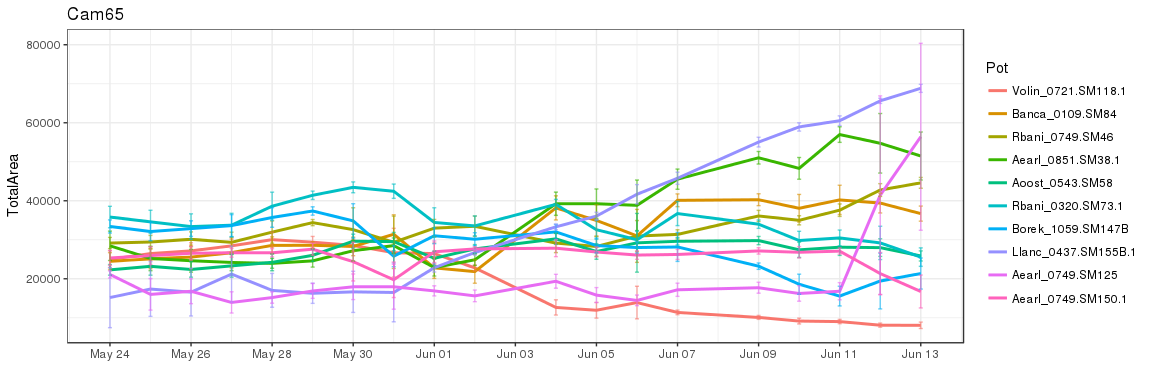 Cam65
TotalArea
80000
60000
40000
20000
May 24 May 26 May 28 May 30 Jun 01 Jun 03 Jun 05 Jun 07 Jun 09 Jun 11 Jun 13
Pot
Volin_0721.SM118.1
Banca_0109.SM84
Rbani_0749.SM46
Aearl_0851.SM38.1
Aoost_0543.SM58
Rbani_0320.SM73.1
Borek_1059.SM147B
Llanc_0437.SM155B.1
Aearl_0749.SM125
Aearl_0749.SM150.1